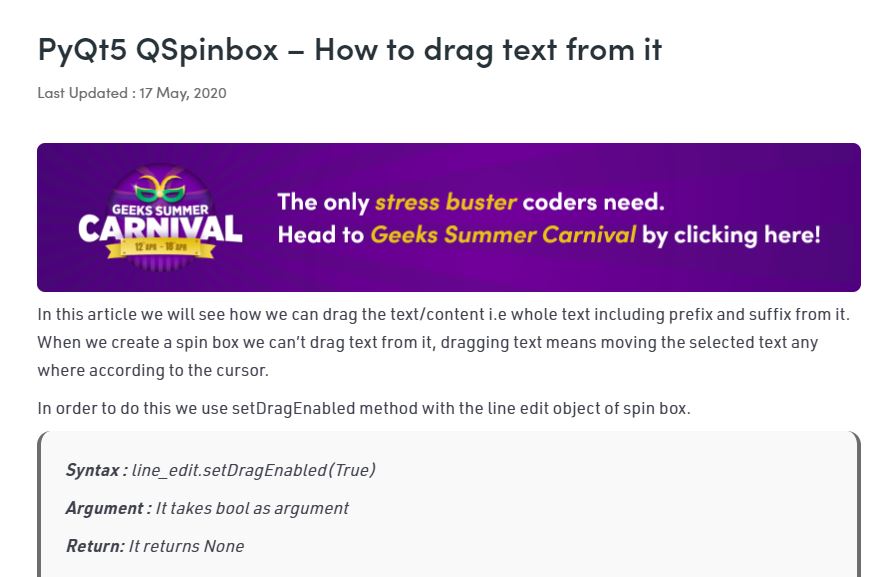 PyQt5 QSpinbox – How to drag text from it
Last Updated : 17 May, 2020
GEEKS SUMMER
CARNIVAL
12 APR - 18 APR
The only stress buster coders need.
Head to Geeks Summer Carnival by clicking here!
In this article we will see how we can drag the text/content i.e whole text including prefix and suffix from it.
When we create a spin box we can’t drag text from it, dragging text means moving the selected text any
where according to the cursor.
In order to do this we use setDragEnabled method with the line edit object of spin box.
Syntax : line_edit.setDragEnabled(True)
Argument : It takes bool as argument
Return: It returns None